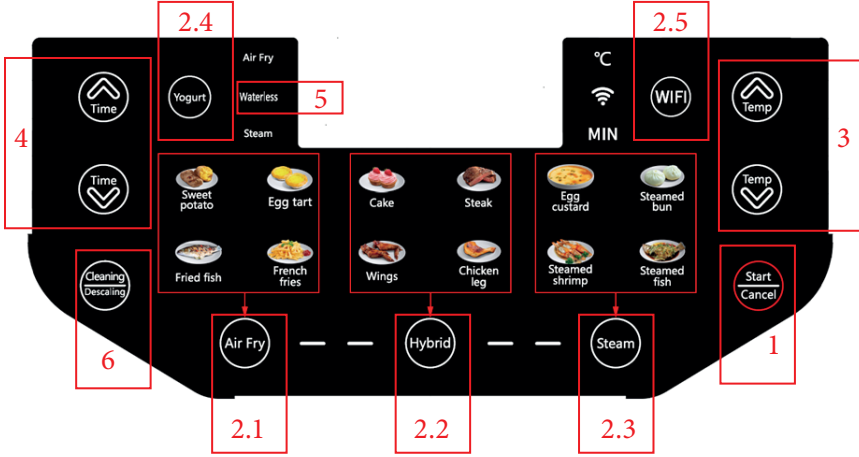 2.4
2.5
Air Fry
°C
Time
Yogurt
Waterless
5
WIFI
Temp
4
3
Steam
MIN
Time
Temp
Sweet
potato
Egg tart
Cake
Steak
Egg
custard
Steamed
bun
Cleaning
Descaling
Fried fish
French
fries
Wings
Chicken
leg
Steamed
shrimp
Steamed
fish
Start
Cancel
6
Air Fry
Hybrid
Steam
1
2.1
2.2
2.3